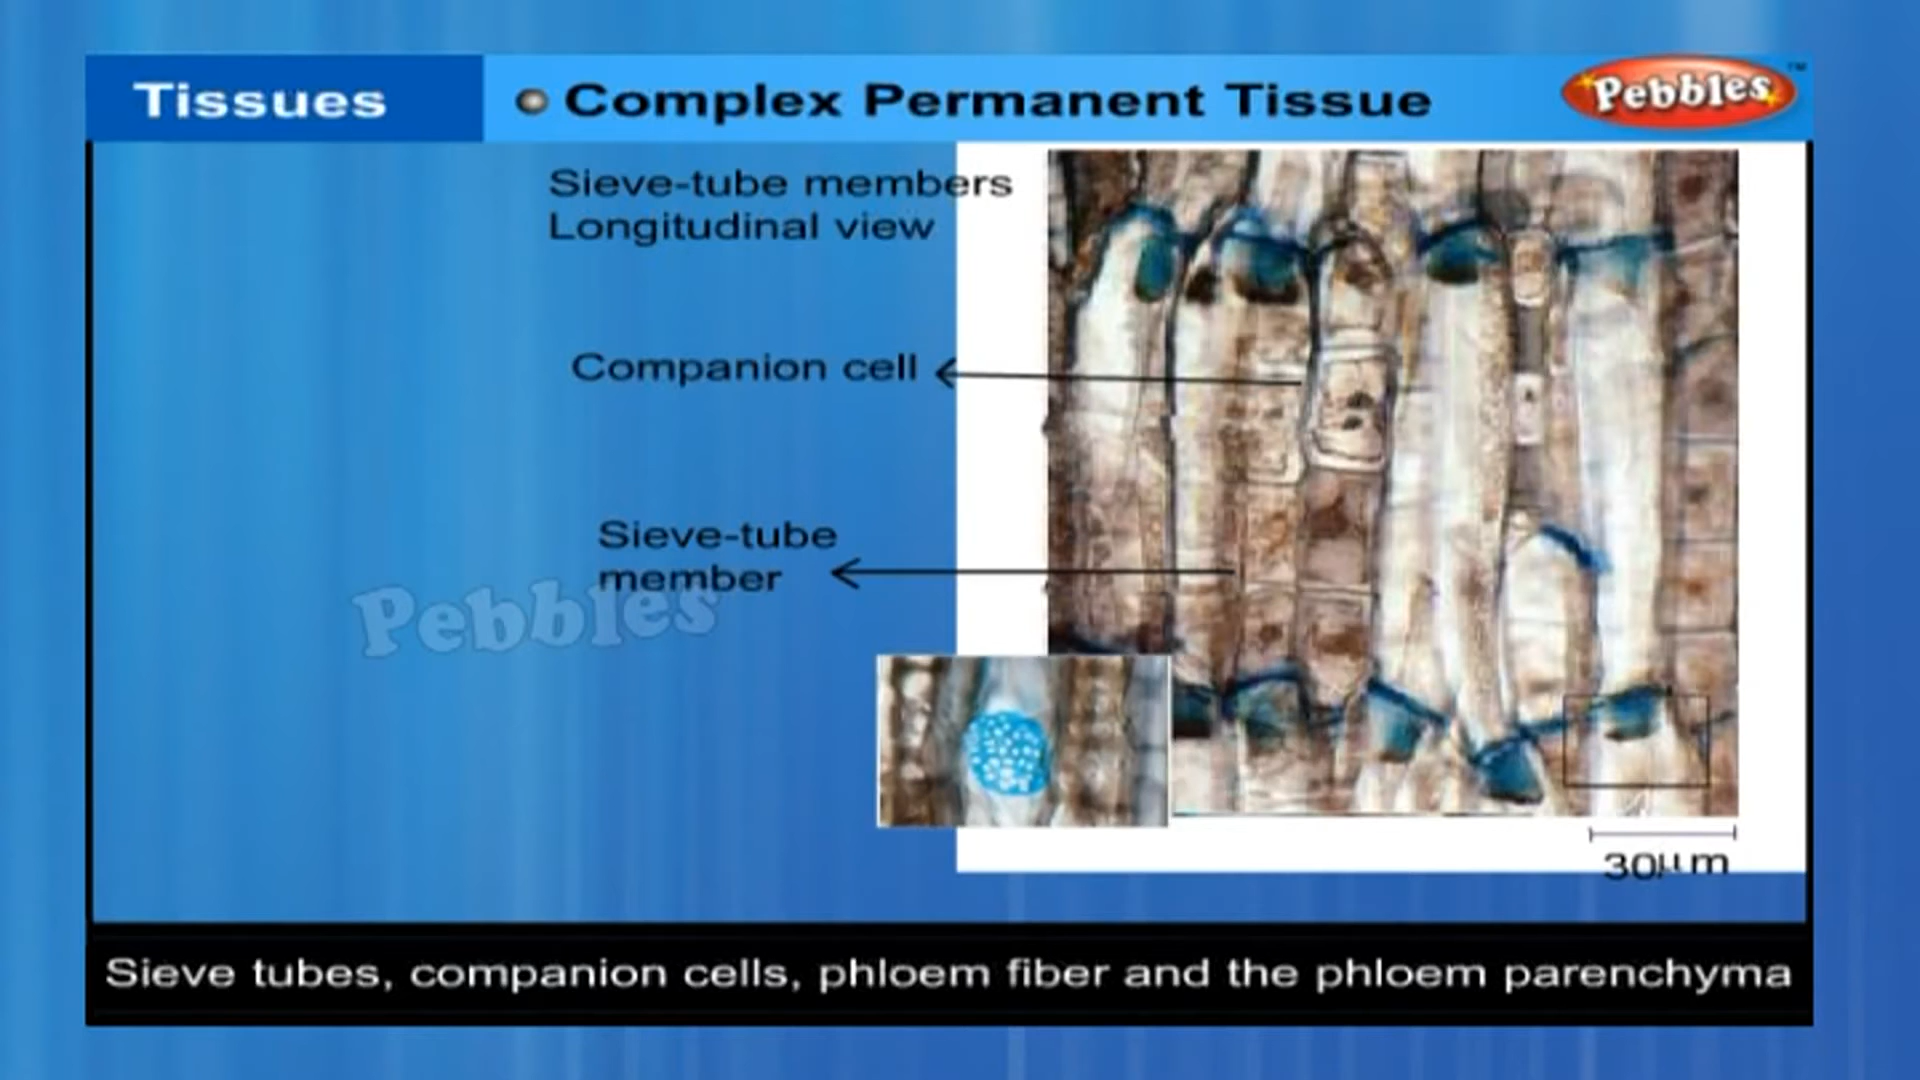 Tissues
Complex Permanent Tissue
Pebbles™
Sieve-tube members
Longitudinal view
Companion cell
Sieve-tube
member
Pebbles
30μm
Sieve tubes, companion cells, phloem fiber and the phloem parenchyma